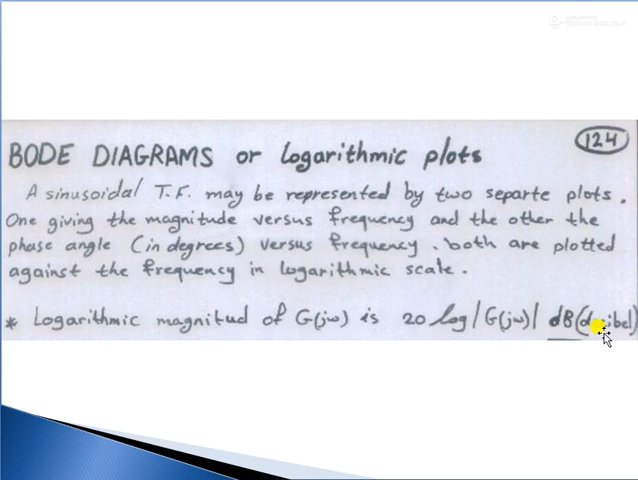 124
BODE DIAGRAMS or logarithmic plots
A sinusoidal T.F. may be represented by two separte plots.
One giving the magnitude versus frequency and the other the
phase angle (in degrees) versus frequency. both are plotted
against the frequency in logarithmic scale.
* Logarithmic magnitud of G(jω) is 20 log|G(jω)| dB(decibel)